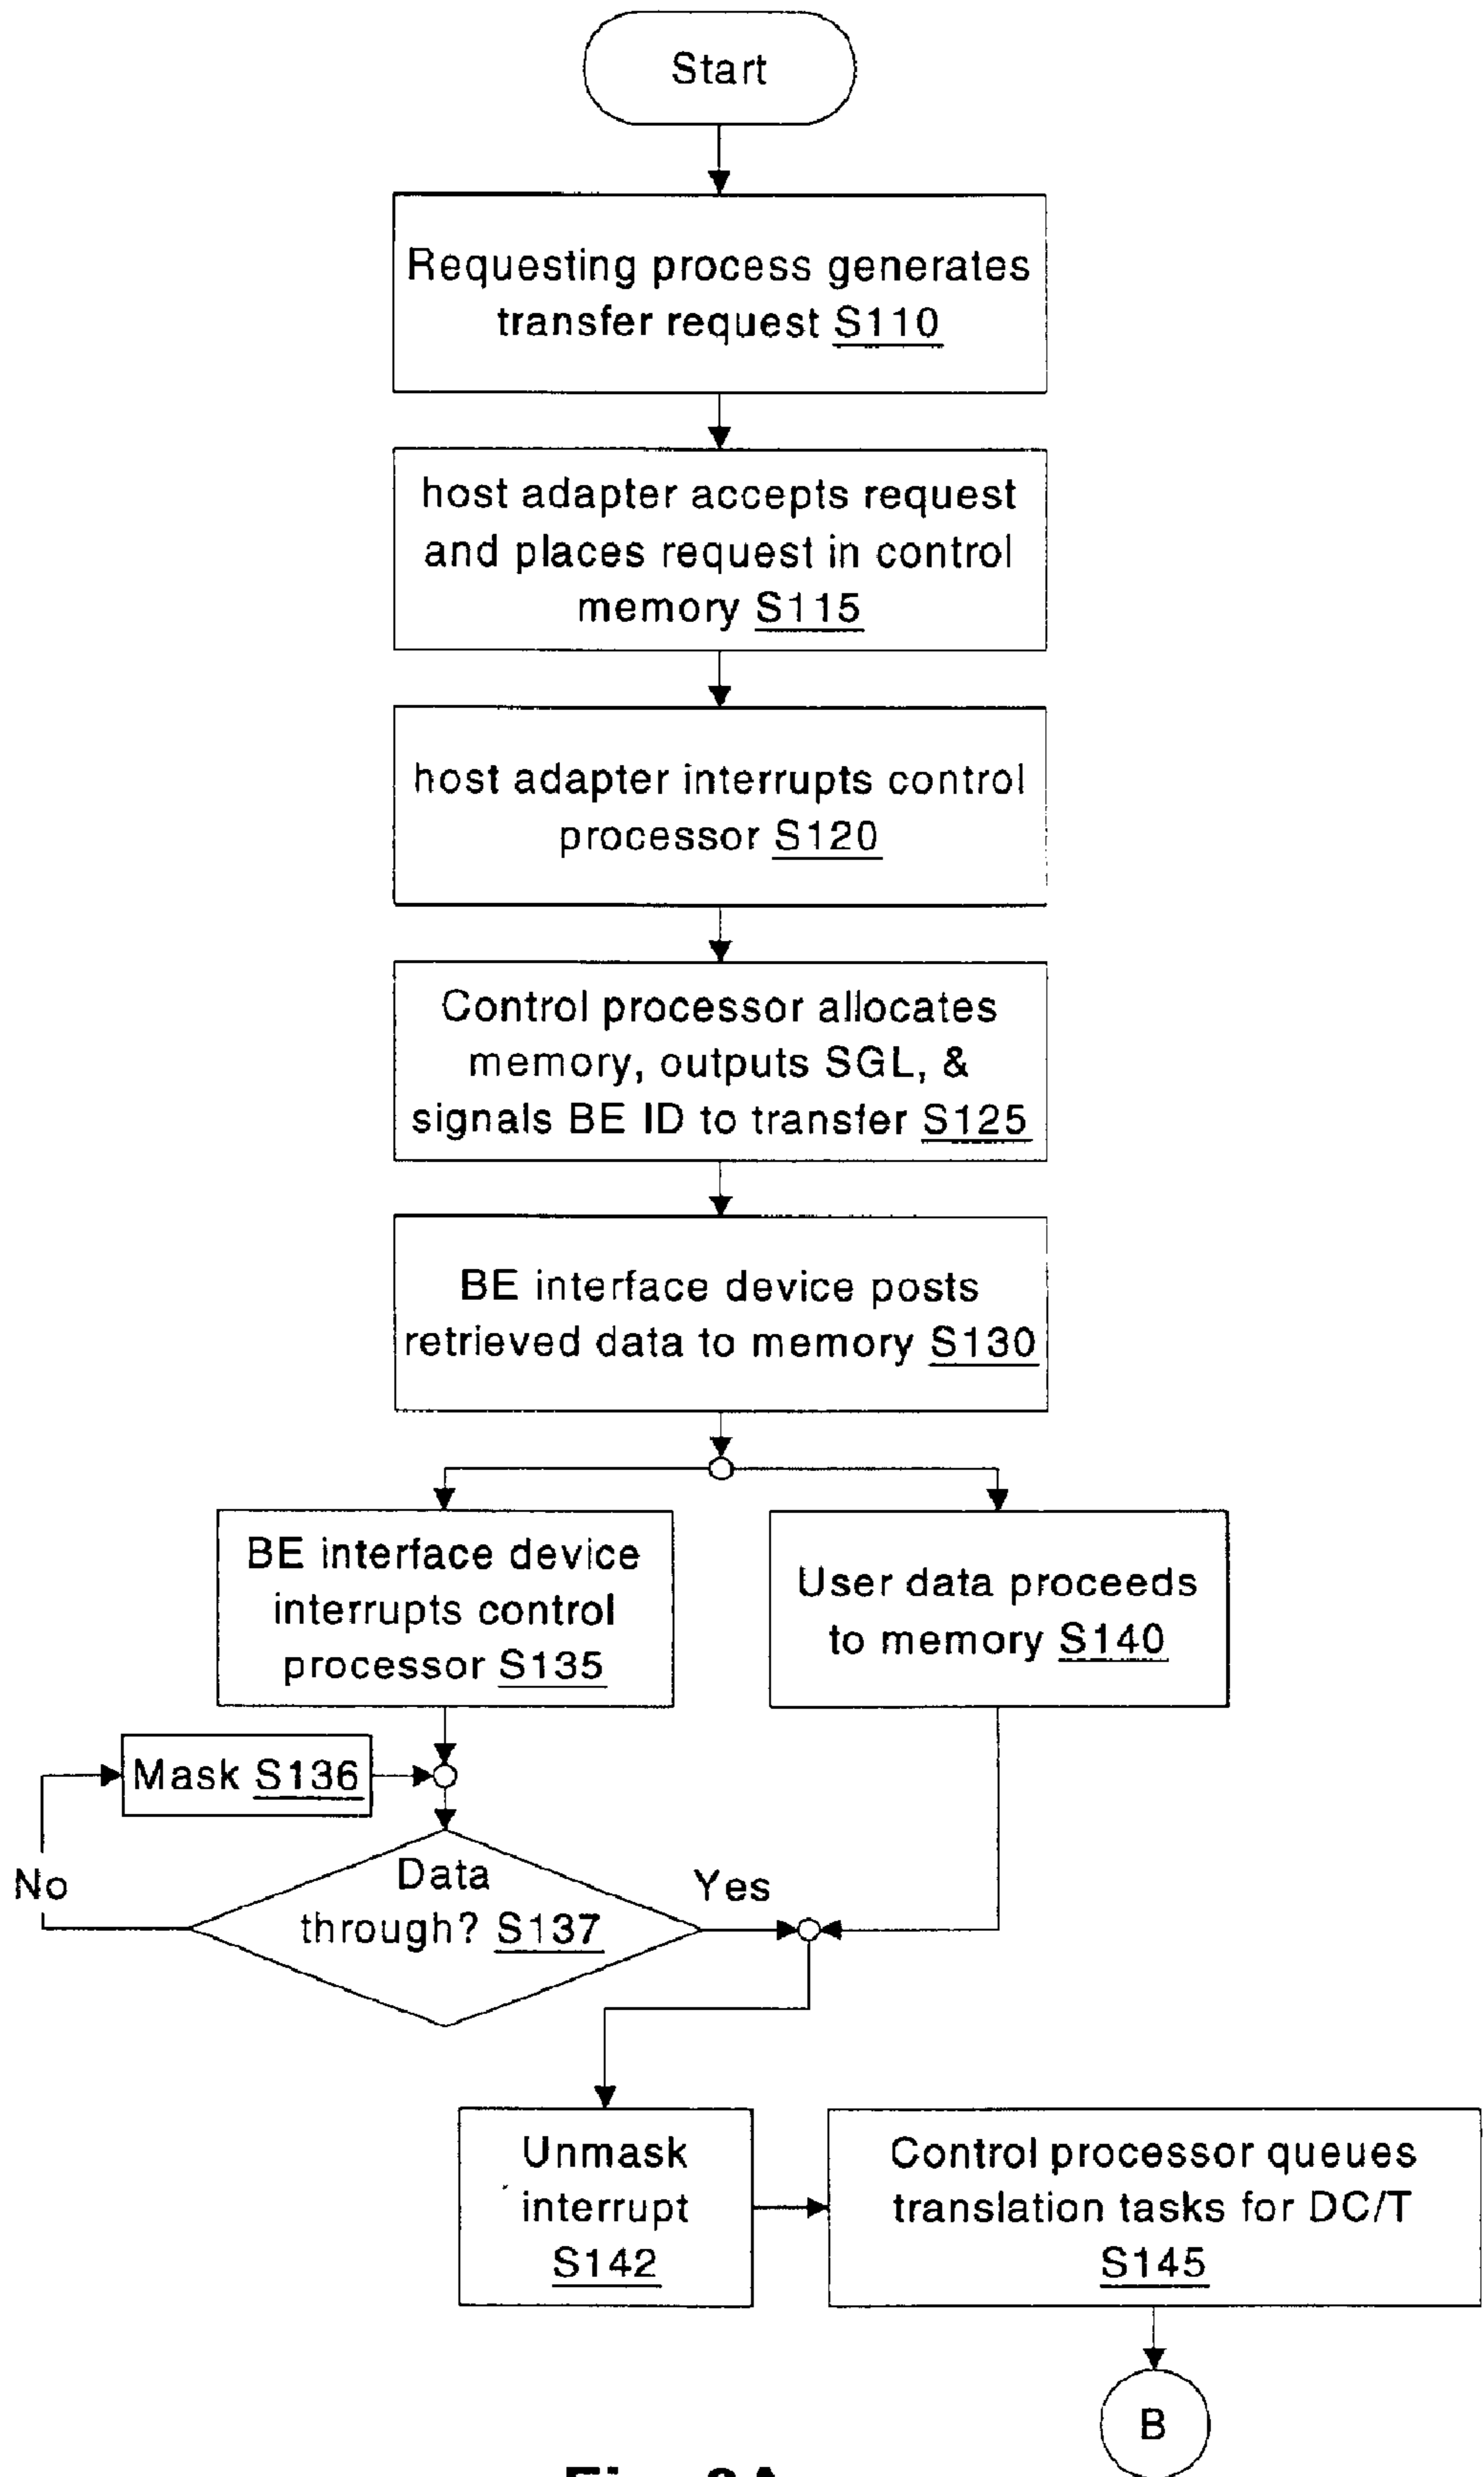 Start
Requesting process generates
transfer request S110
host adapter accepts request
and places request in control
memory S115
host adapter interrupts control
processor S120
Control processor allocates
memory, outputs SGL, &
signals BE ID to transfer S125
BE interface device posts
retrieved data to memory S130
BE interface device
interrupts control
processor S135
User data proceeds
to memory S140
Mask S136
No
Data
through? S137
Yes
Unmask
interrupt
S142
Control processor queues
translation tasks for DC/T
S145
B